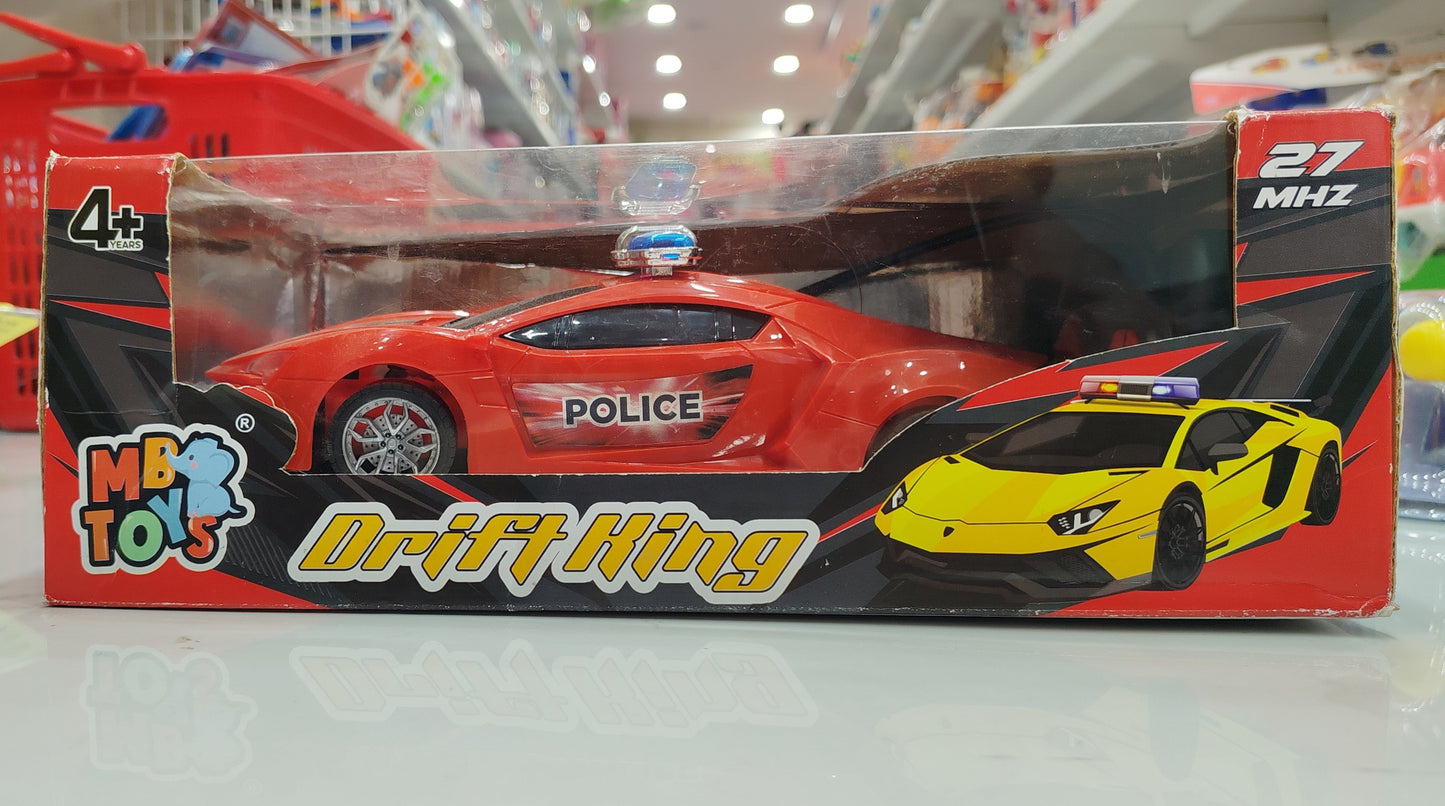 4+
YEARS
27
MHZ
POLICE
®
MB
TOYS
Drift King